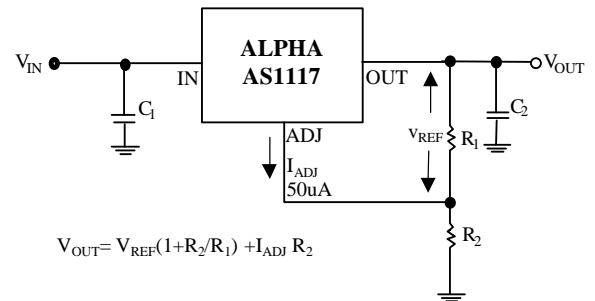 ALPHA
AS1117
V_IN
IN
OUT
V_OUT
C_1
ADJ
I_ADJ
50uA
v_REF
R_1
C_2
R_2
V_OUT= V_REF(1+R_2/R_1) +I_ADJ R_2